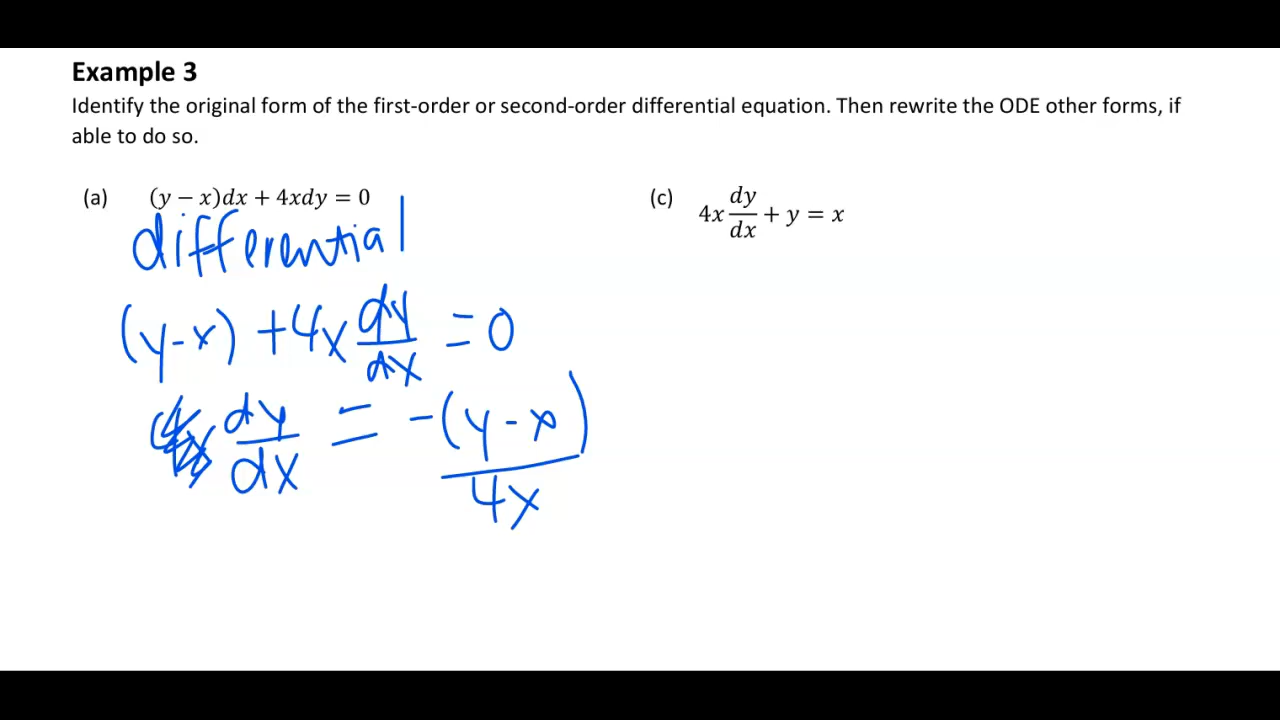 Example 3
Identify the original form of the first-order or second-order differential equation. Then rewrite the ODE other forms, if
able to do so.
(a) (y − x)dx + 4xdy = 0
differential
(y-x) + 4x dy/dx = 0
dy/dx = -(y-x)/4x
(c) 4x dy/dx + y = x